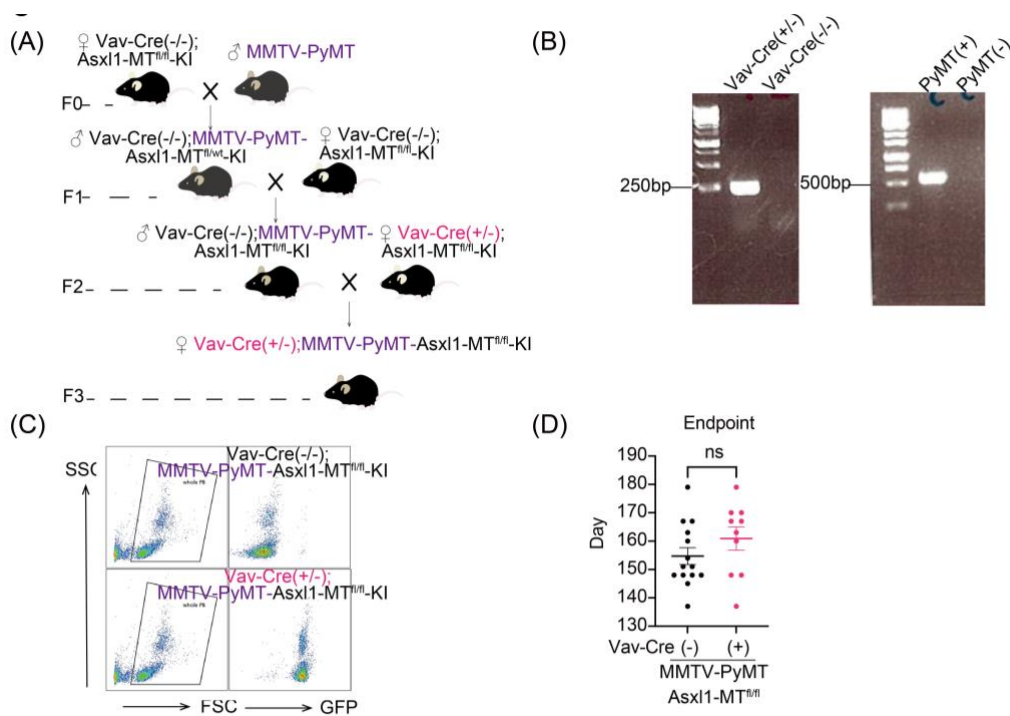 (A)
♀ Vav-Cre(-/-);
Asxl1-MTfl/fl-KI
♂ MMTV-PyMT
X
F0
♂ Vav-Cre(-/-);MMTV-PyMT-
Asxl1-MTfl/wt-KI
♀ Vav-Cre(-/-);
Asxl1-MTfl/fl-KI
X
F1
♂ Vav-Cre(-/-);MMTV-PyMT-
Asxl1-MTfl/fl-KI
♀ Vav-Cre(+/-);
Asxl1-MTfl/fl-KI
X
F2
♀ Vav-Cre(+/-);MMTV-PyMT-Asxl1-MTfl/fl-KI
F3
(B)
Vav-Cre(+/-)
Vav-Cre(-/-)
250bp
PyMT(+)
PyMT(-)
500bp
(C)
SSC
Vav-Cre(-/-);
MMTV-PyMT-Asxl1-MTfl/fl-KI
whole PB
Vav-Cre(+/-);
MMTV-PyMT-Asxl1-MTfl/fl-KI
whole PB
FSC
GFP
(D)
Endpoint
ns
Day
190
180
170
160
150
140
130
Vav-Cre (-) (+)
MMTV-PyMT
Asxl1-MTfl/fl